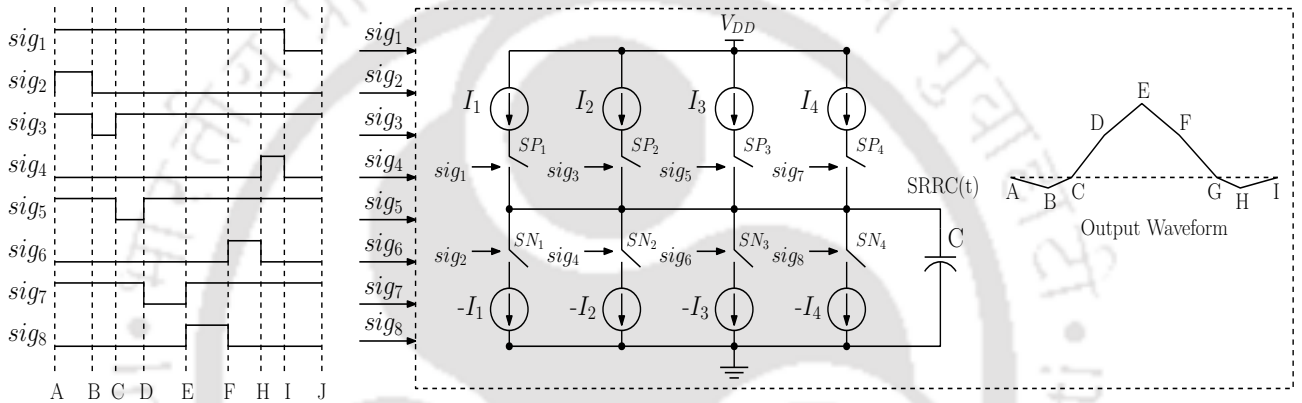 sig1
sig2
sig3
sig4
sig5
sig6
sig7
sig8
A B C D E F H I J
sig1
sig2
sig3
sig4
sig5
sig6
sig7
sig8
VDD
I1 I2 I3 I4
SP1 SP2 SP3 SP4
sig1 sig3 sig5 sig7
SRRC(t)
SN1 SN2 SN3 SN4
sig2 sig4 sig6 sig8
C
-I1 -I2 -I3 -I4
E
D F
A B C G H I
Output Waveform